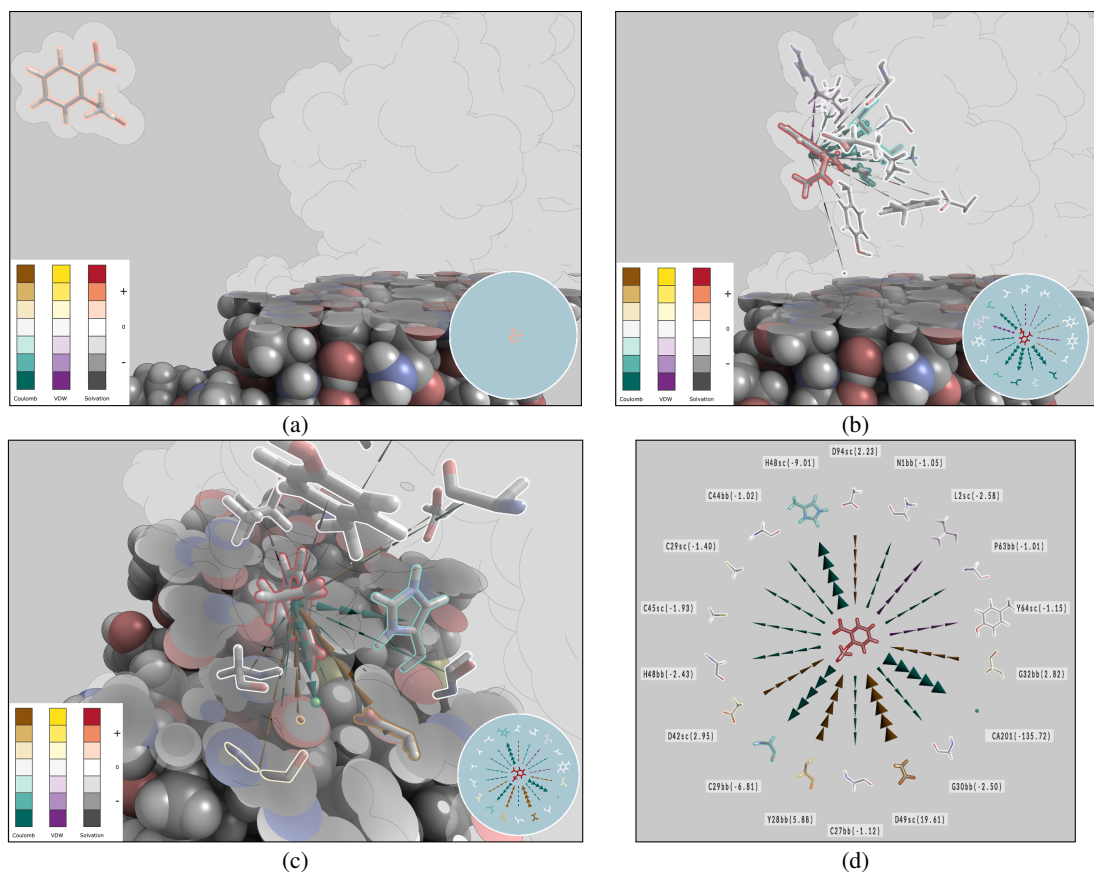 +
0
-
Coulomb VDW Solvation
(a)
+
0
-
Coulomb VDW Solvation
(b)
+
0
-
Coulomb VDW Solvation
(c)
D94sc(2.23)
H48sc(-9.01)
N1bb(-1.05)
C44bb(-1.02)
L2sc(-2.58)
C29sc(-1.40)
P63bb(-1.01)
C45sc(-1.93)
Y64sc(-1.15)
H48bb(-2.43)
G32bb(2.82)
D42sc(2.95)
CA201(-135.72)
C29bb(-6.81)
G30bb(-2.50)
Y28bb(5.88)
D49sc(19.61)
C27bb(-1.12)
(d)